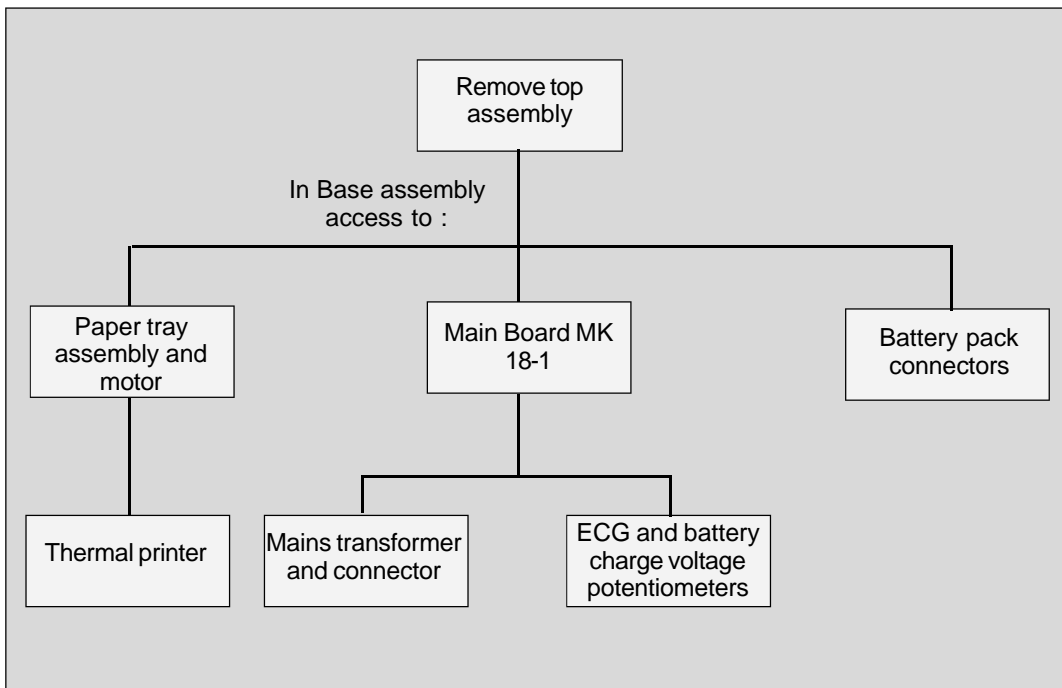 Remove top
assembly
In Base assembly
access to :
Paper tray
assembly and
motor
Main Board MK
18-1
Battery pack
connectors
Thermal printer
Mains transformer
and connector
ECG and battery
charge voltage
potentiometers